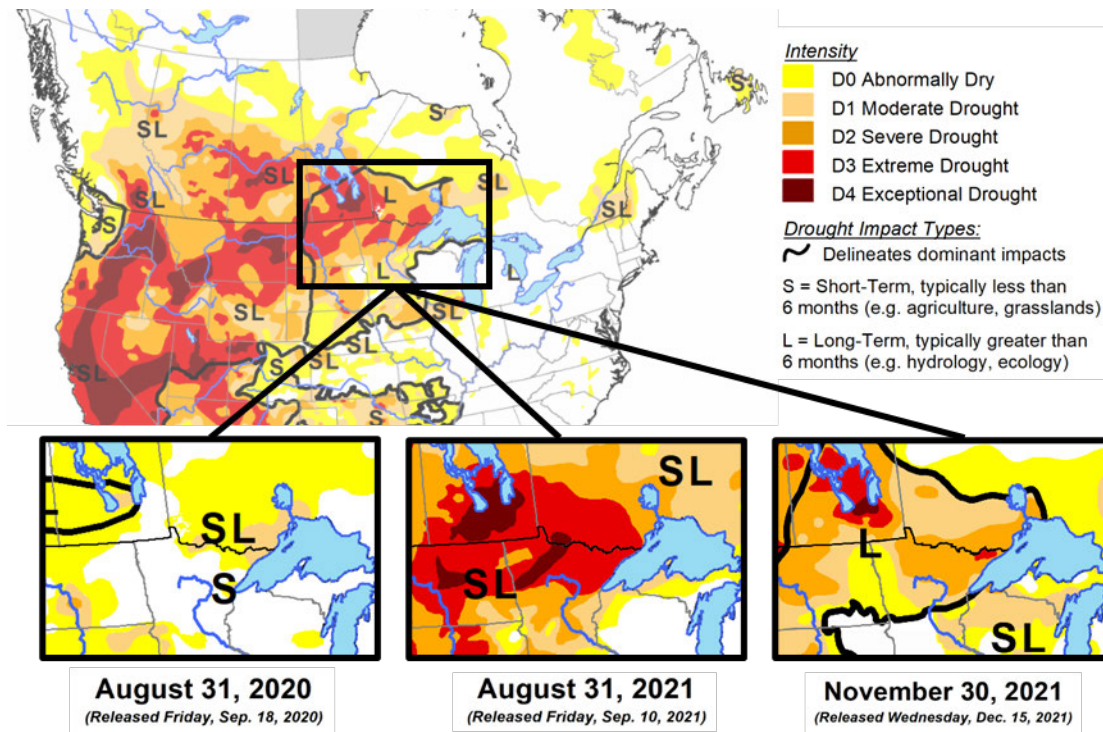 Intensity
D0 Abnormally Dry
D1 Moderate Drought
D2 Severe Drought
D3 Extreme Drought
D4 Exceptional Drought
Drought Impact Types:
Delineates dominant impacts
S = Short-Term, typically less than
6 months (e.g. agriculture, grasslands)
L = Long-Term, typically greater than
6 months (e.g. hydrology, ecology)
S
S
SL
SL
SL
L
SL
SL
S
L
L
SL
SL
SL
S
SL
SL
S
SL
S
SL
SL
L
SL
August 31, 2020
(Released Friday, Sep. 18, 2020)
August 31, 2021
(Released Friday, Sep. 10, 2021)
November 30, 2021
(Released Wednesday, Dec. 15, 2021)